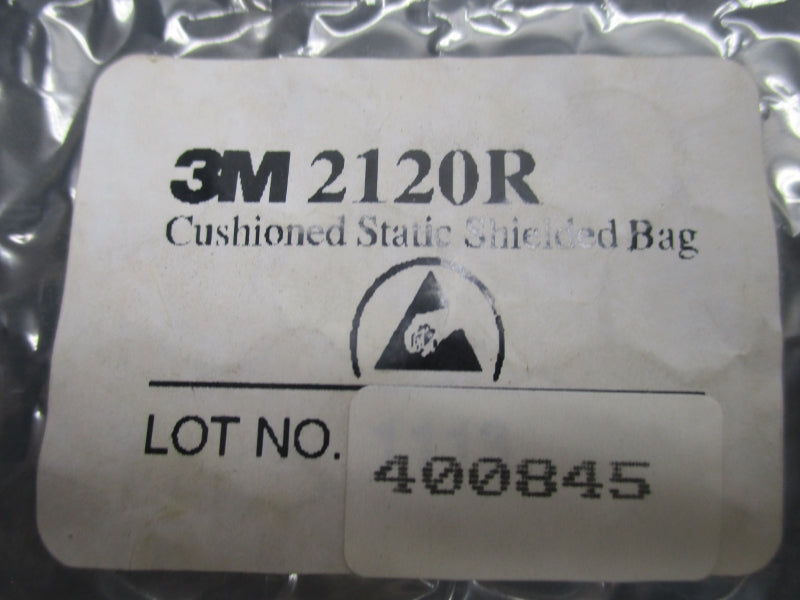 3M 2120R
Cushioned Static Shielded Bag
LOT NO.
400845